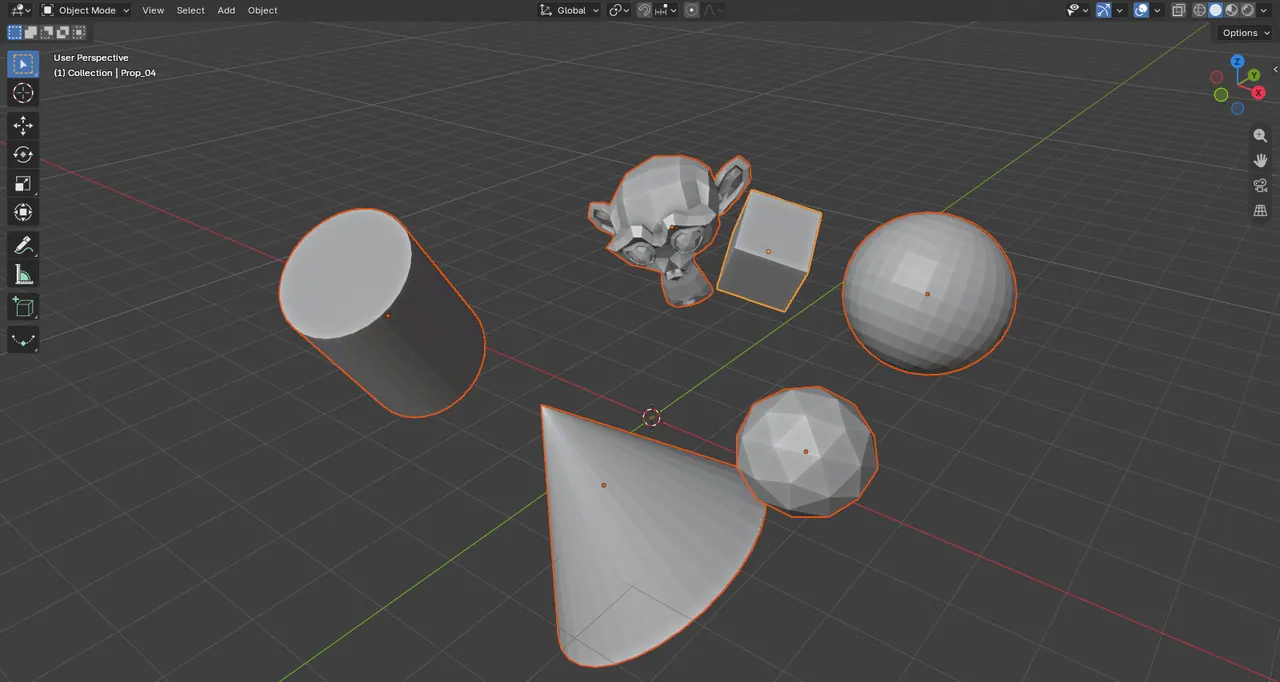 Object Mode View Select Add Object Global
Options
User Perspective
(1) Collection | Prop_04
Z
Y
X